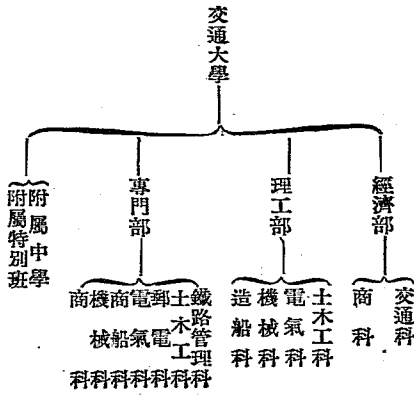 交通大學
經濟部
交通科
商科
理工部
土木工科
電氣科
機械科
造船科
專門部
鐵路管理科
土木工科
郵電科
電氣科
商船科
機械科
商科
附屬中學
附屬特別班